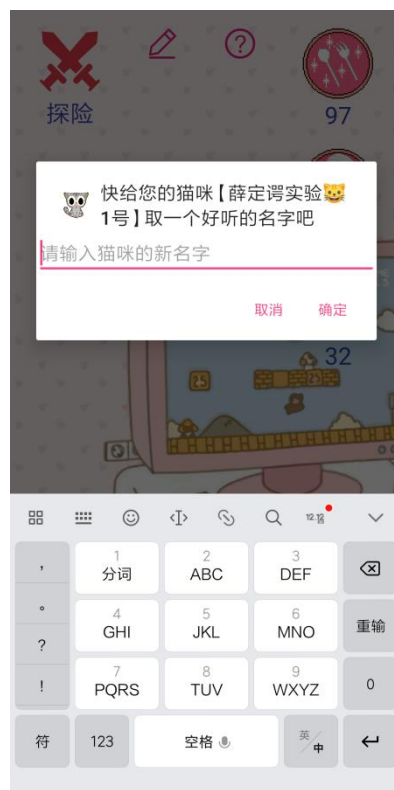 ?
探险
97
快给您的猫咪【薛定谔实验😺
1号】取一个好听的名字吧
请输入猫咪的新名字
取消 确定
32
12.12
, 1 2 3
分词 ABC DEF
。 4 5 6
GHI JKL MNO 重输
?
! 7 8 9 0
PQRS TUV WXYZ
符 123 空格 英/中